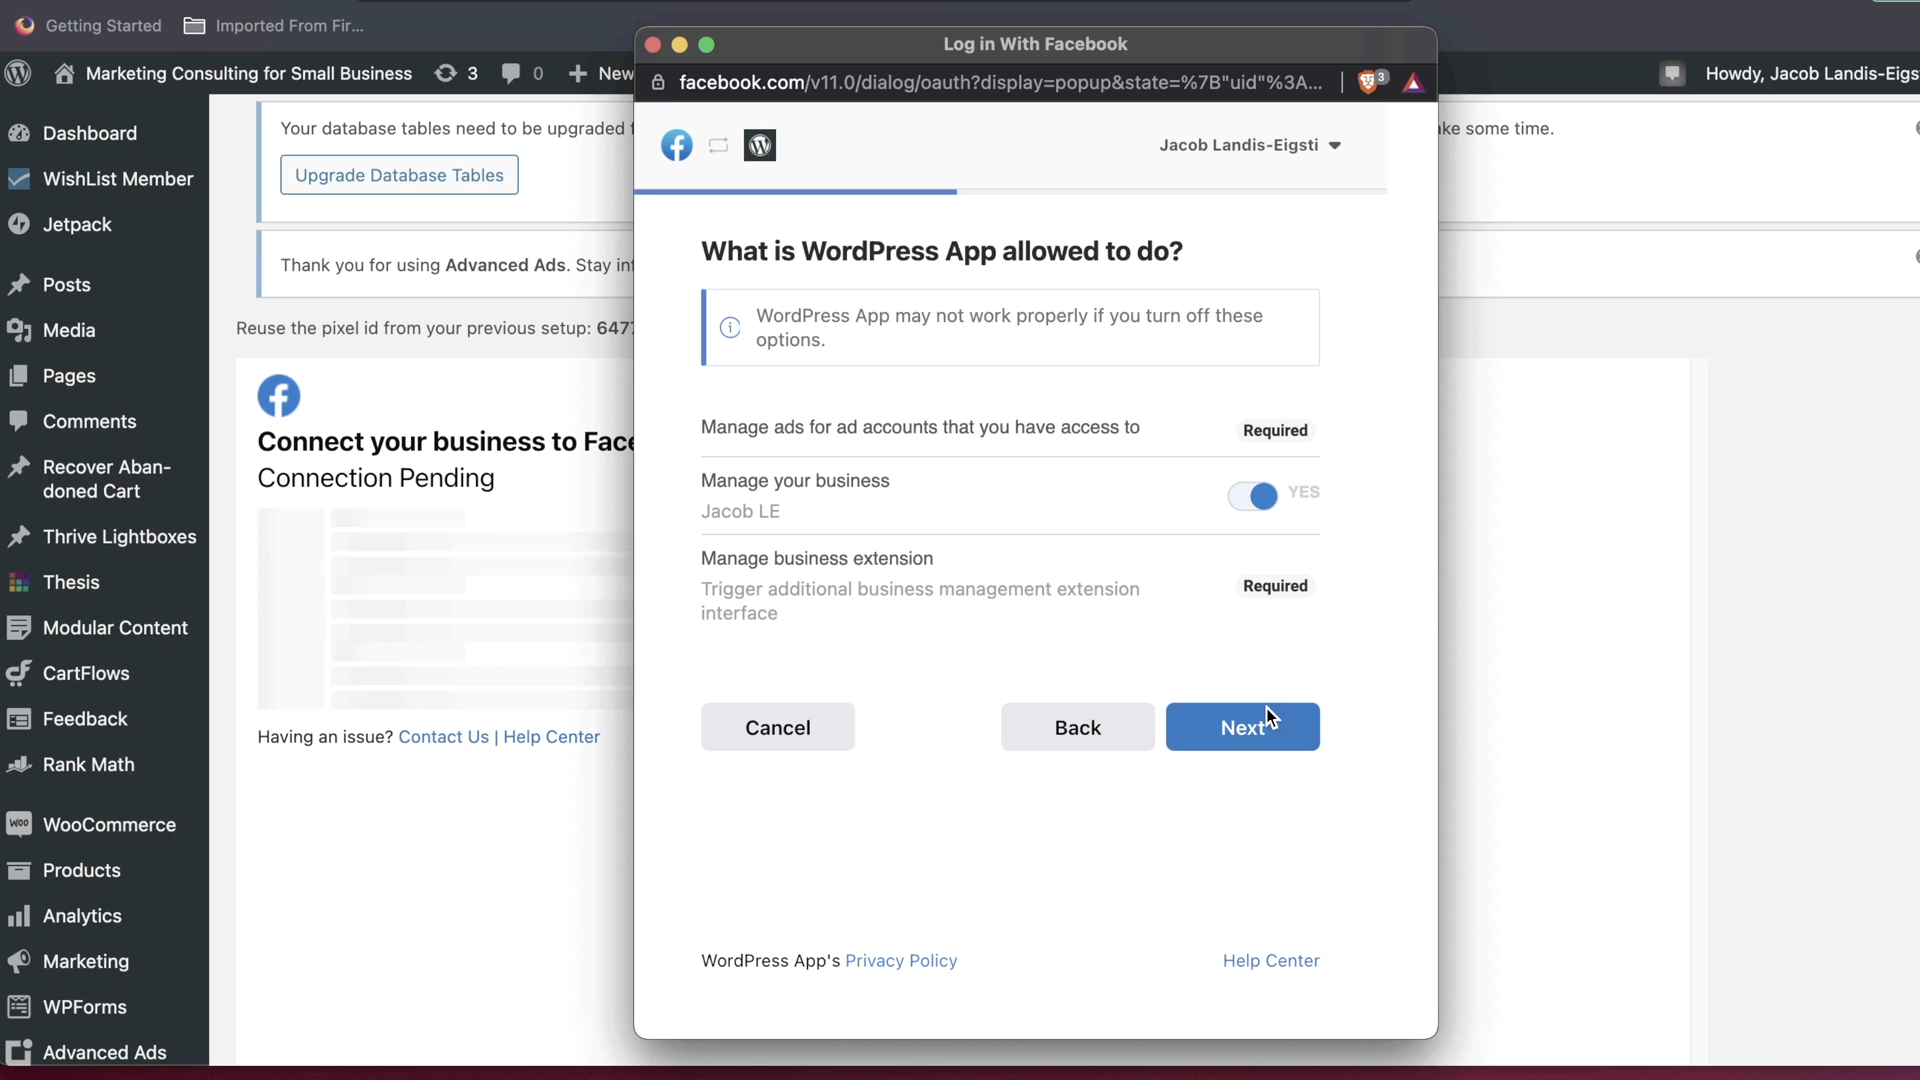 Getting Started
Imported From Fir...
Marketing Consulting for Small Business
3
0
New
Howdy, Jacob Landis-Eigs
Log in With Facebook
facebook.com/v11.0/dialog/oauth?display=popup&state=%7B"uid"%3A...
3
Dashboard
WishList Member
Jetpack
Posts
Media
Pages
Comments
Recover Aban-
doned Cart
Thrive Lightboxes
Thesis
Modular Content
CartFlows
Feedback
Rank Math
WOO
WooCommerce
Products
Analytics
Marketing
WPForms
Advanced Ads
Your database tables need to be upgraded
ke some time.
Upgrade Database Tables
Thank you for using Advanced Ads. Stay in
Reuse the pixel id from your previous setup: 647
Connect your business to Face
Connection Pending
Having an issue? Contact Us | Help Center
Jacob Landis-Eigsti
What is WordPress App allowed to do?
WordPress App may not work properly if you turn off these
options.
Manage ads for ad accounts that you have access to
Required
Manage your business
Jacob LE
YES
Manage business extension
Trigger additional business management extension
interface
Required
Cancel
Back
Next
WordPress App's Privacy Policy
Help Center